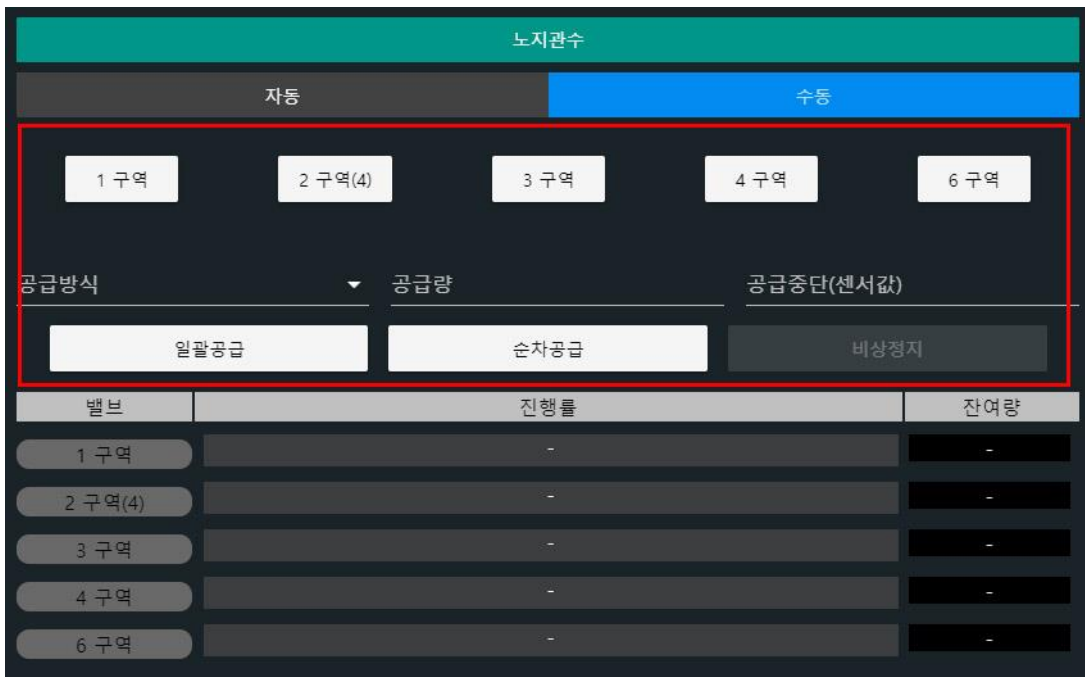 노지관수
자동 수동
1 구역 2 구역(4) 3 구역 4 구역 6 구역
공급방식 공급량 공급중단(센서값)
일괄공급 순차공급 비상정지
밸브 진행률 잔여량
1 구역 - -
2 구역(4) - -
3 구역 - -
4 구역 - -
6 구역 - -